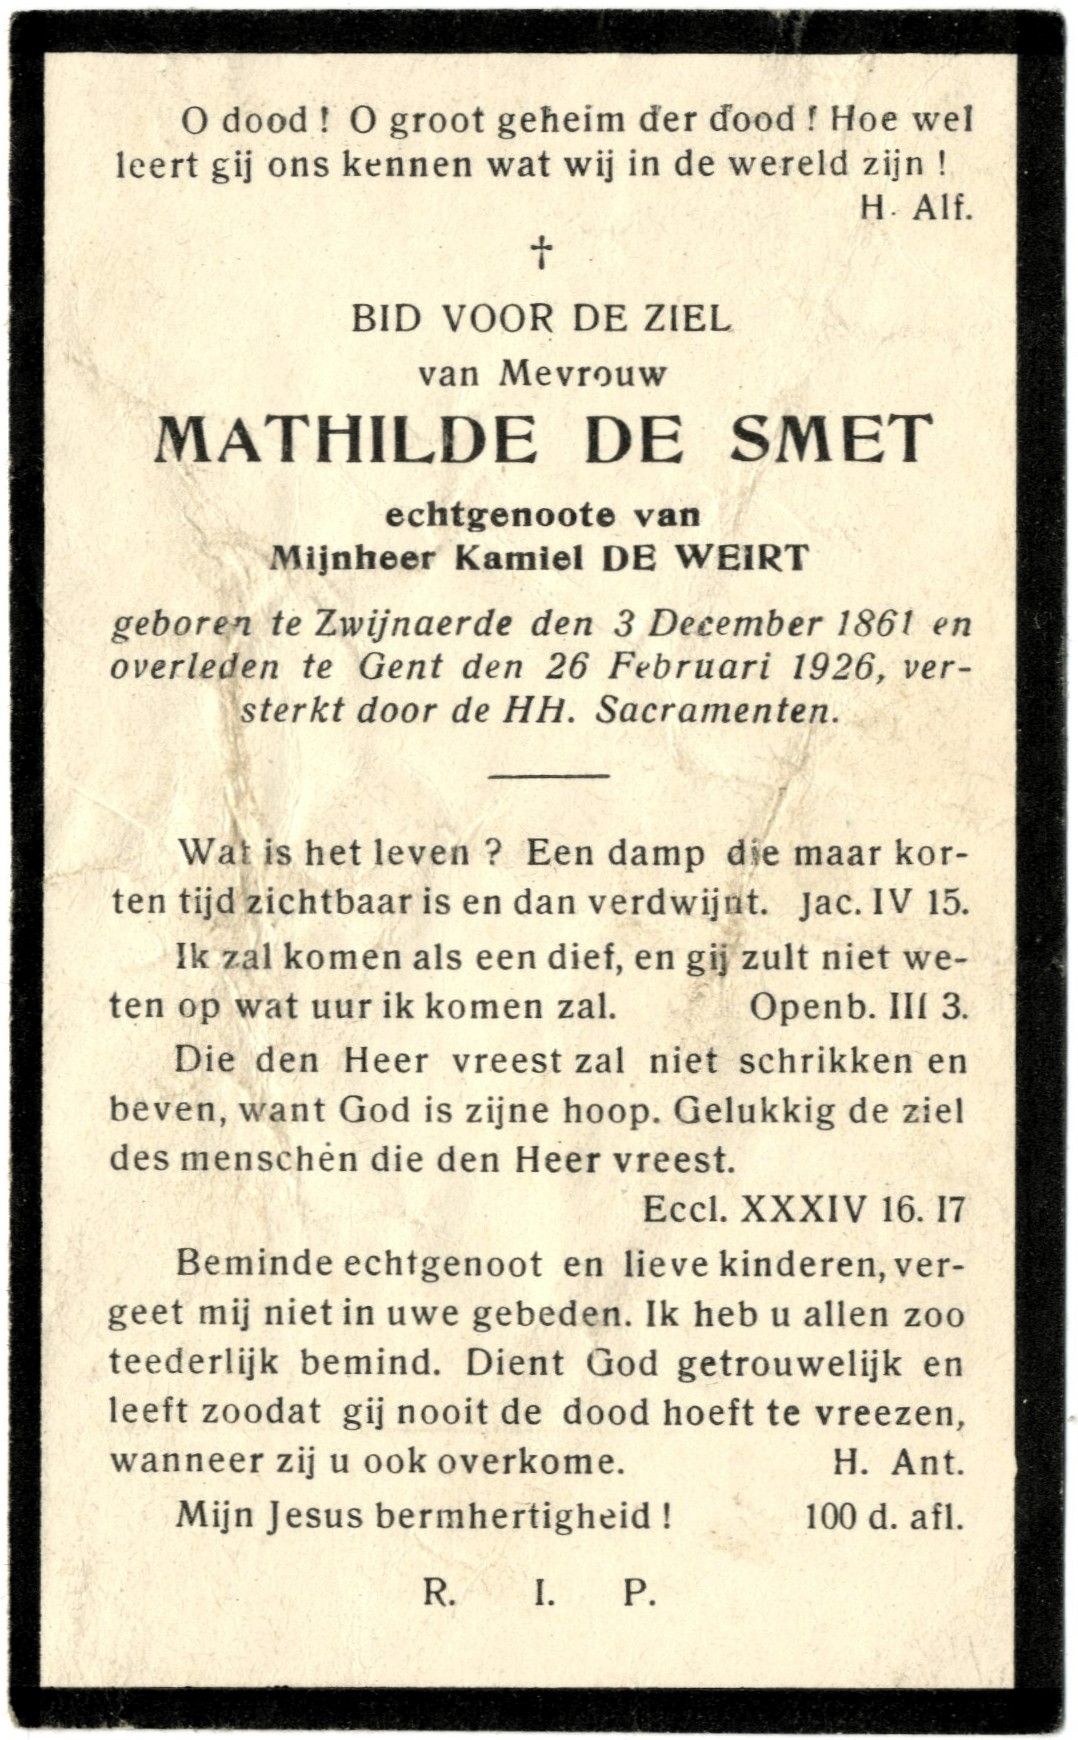 O dood ! O groot geheim der dood ! Hoe wel
leert gij ons kennen wat wij in de wereld zijn !
H. Alf.
†
BID VOOR DE ZIEL
van Mevrouw
MATHILDE DE SMET
echtgenoote van
Mijnheer Kamiel DE WEIRT
geboren te Zwijnaerde den 3 December 1861 en
overleden te Gent den 26 Februari 1926, ver-
sterkt door de HH. Sacramenten.
Wat is het leven ? Een damp die maar kor-
ten tijd zichtbaar is en dan verdwijnt. Jac. IV 15.
Ik zal komen als een dief, en gij zult niet we-
ten op wat uur ik komen zal. Openb. III 3.
Die den Heer vreest zal niet schrikken en
beven, want God is zijne hoop. Gelukkig de ziel
des menschen die den Heer vreest.
Eccl. XXXIV 16. 17
Beminde echtgenoot en lieve kinderen, ver-
geet mij niet in uwe gebeden. Ik heb u allen zoo
teederlijk bemind. Dient God getrouwelijk en
leeft zoodat gij nooit de dood hoeft te vreezen,
wanneer zij u ook overkome. H. Ant.
Mijn Jesus bermhertigheid ! 100 d. afl.
R. I. P.